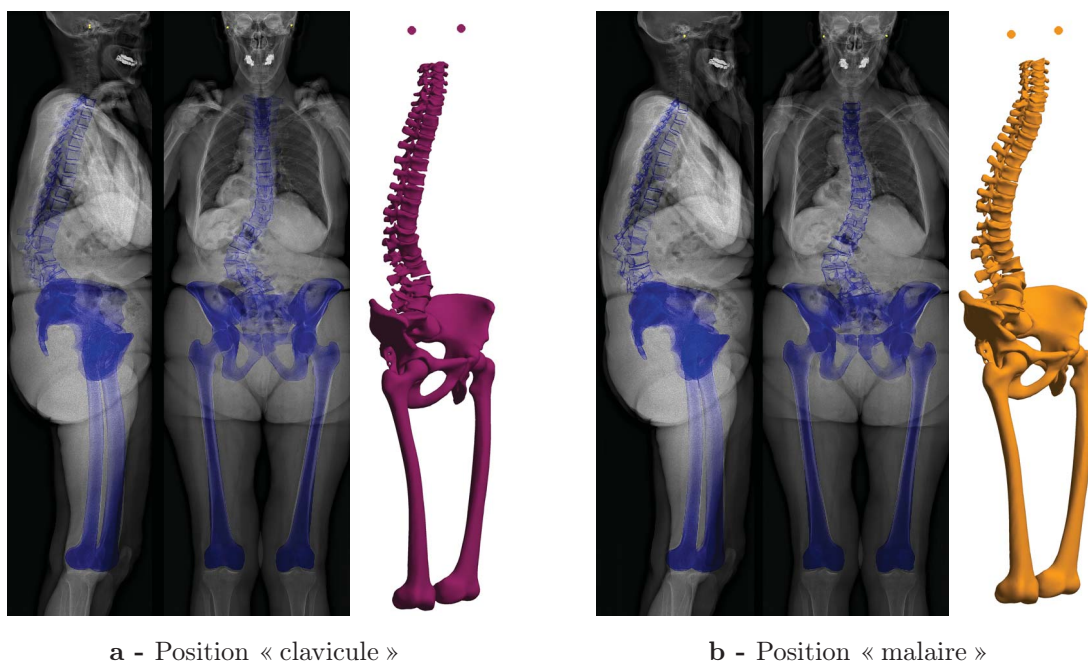 a - Position « clavicule »
b - Position « malaire »